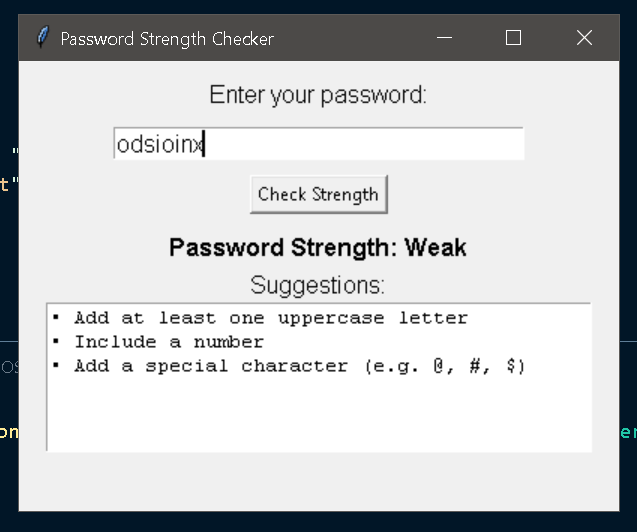 Password Strength Checker
Enter your password:
odsioinx
Check Strength
Password Strength: Weak
Suggestions:
• Add at least one uppercase letter
• Include a number
• Add a special character (e.g. @, #, $)